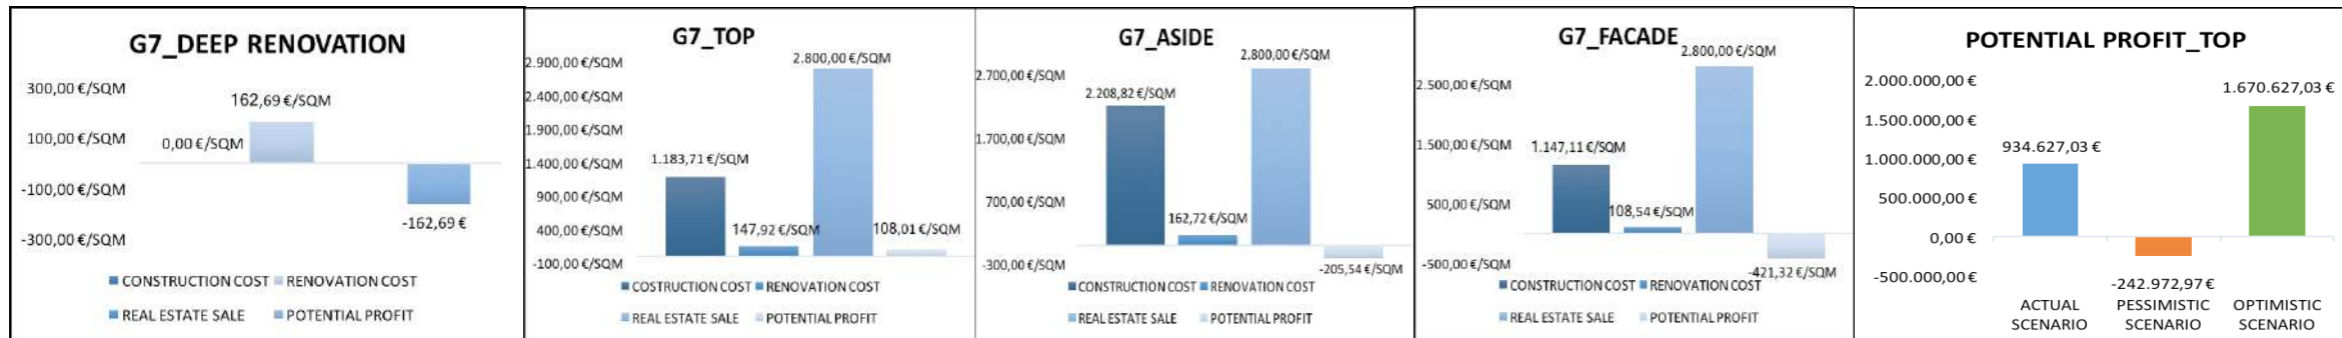 G7_DEEP RENOVATION
300,00 €/SQM
100,00 €/SQM
-100,00 €/SQM
-300,00 €/SQM
162,69 €/SQM
0,00 €/SQM
-162,69 €
CONSTRUCTION COST RENOVATION COST
REAL ESTATE SALE POTENTIAL PROFIT
G7_TOP
2.900,00 €/SQM
2.400,00 €/SQM
1.900,00 €/SQM
1.400,00 €/SQM
900,00 €/SQM
400,00 €/SQM
-100,00 €/SQM
2.800,00 €/SQM
1.183,71 €/SQM
147,92 €/SQM
108,01 €/SQM
COSTRUCTION COST RENOVATION COST
REAL ESTATE SALE POTENTIAL PROFIT
G7_ASIDE
2.700,00 €/SQM
1.700,00 €/SQM
700,00 €/SQM
-300,00 €/SQM
2.800,00 €/SQM
2.208,82 €/SQM
162,72 €/SQM
-205,54 €/SQM
CONSTRUCTION COST RENOVATION COST
REAL ESTATE SALE POTENTIAL PROFIT
G7_FACADE
2.500,00 €/SQM
1.500,00 €/SQM
500,00 €/SQM
-500,00 €/SQM
2.800,00 €/SQM
1.147,11 €/SQM
108,54 €/SQM
-421,32 €/SQM
CONSTRUCTION COST RENOVATION COST
REAL ESTATE SALE POTENTIAL PROFIT
POTENTIAL PROFIT_TOP
2.000.000,00 €
1.500.000,00 €
1.000.000,00 €
500.000,00 €
0,00 €
-500.000,00 €
1.670.627,03 €
934.627,03 €
-242.972,97 €
ACTUAL SCENARIO
PESSIMISTIC SCENARIO
OPTIMISTIC SCENARIO